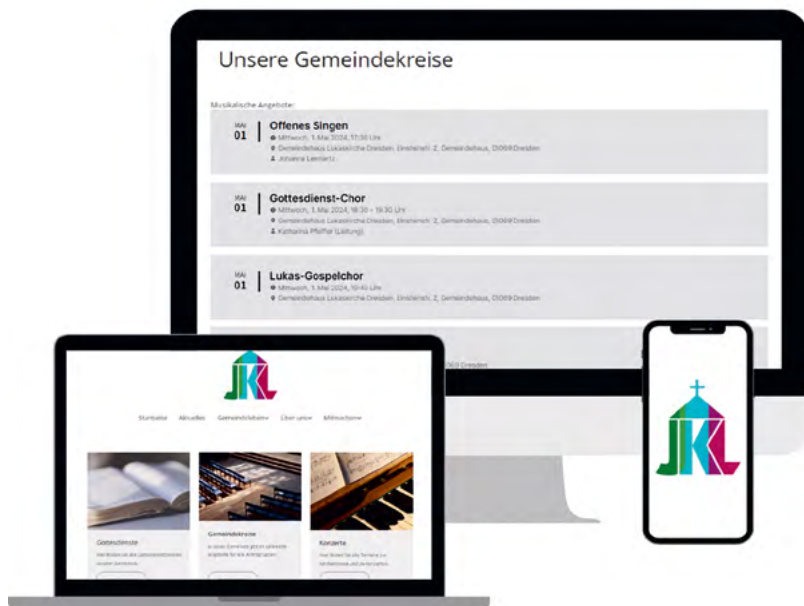 Unsere Gemeindekreise
Musikalische Angebote:
MAI
01
Offenes Singen
Mittwoch, 1. Mai 2024, 17:30 Uhr
Gemeindehaus Lukaskirche Dresden, Einsteinstr. 2, Gemeindehaus, 01069 Dresden
MAI
01
Gottesdienst-Chor
Mittwoch, 1. Mai 2024, 18:30 - 19:30 Uhr
Gemeindehaus Lukaskirche Dresden, Einsteinstr. 2, Gemeindehaus, 01069 Dresden
Katharina Pfeiffer (Leitung)
MAI
01
Lukas-Gospelchor
Mittwoch, 1. Mai 2024, 19:45 Uhr
Gemeindehaus Lukaskirche Dresden, Einsteinstr. 2, Gemeindehaus, 01069 Dresden
Dresden
JKL
Startseite Aktuelles Gemeindeleben Über uns Mitmachen
Gottesdienste
Gemeindekreise
Konzerte
JKL